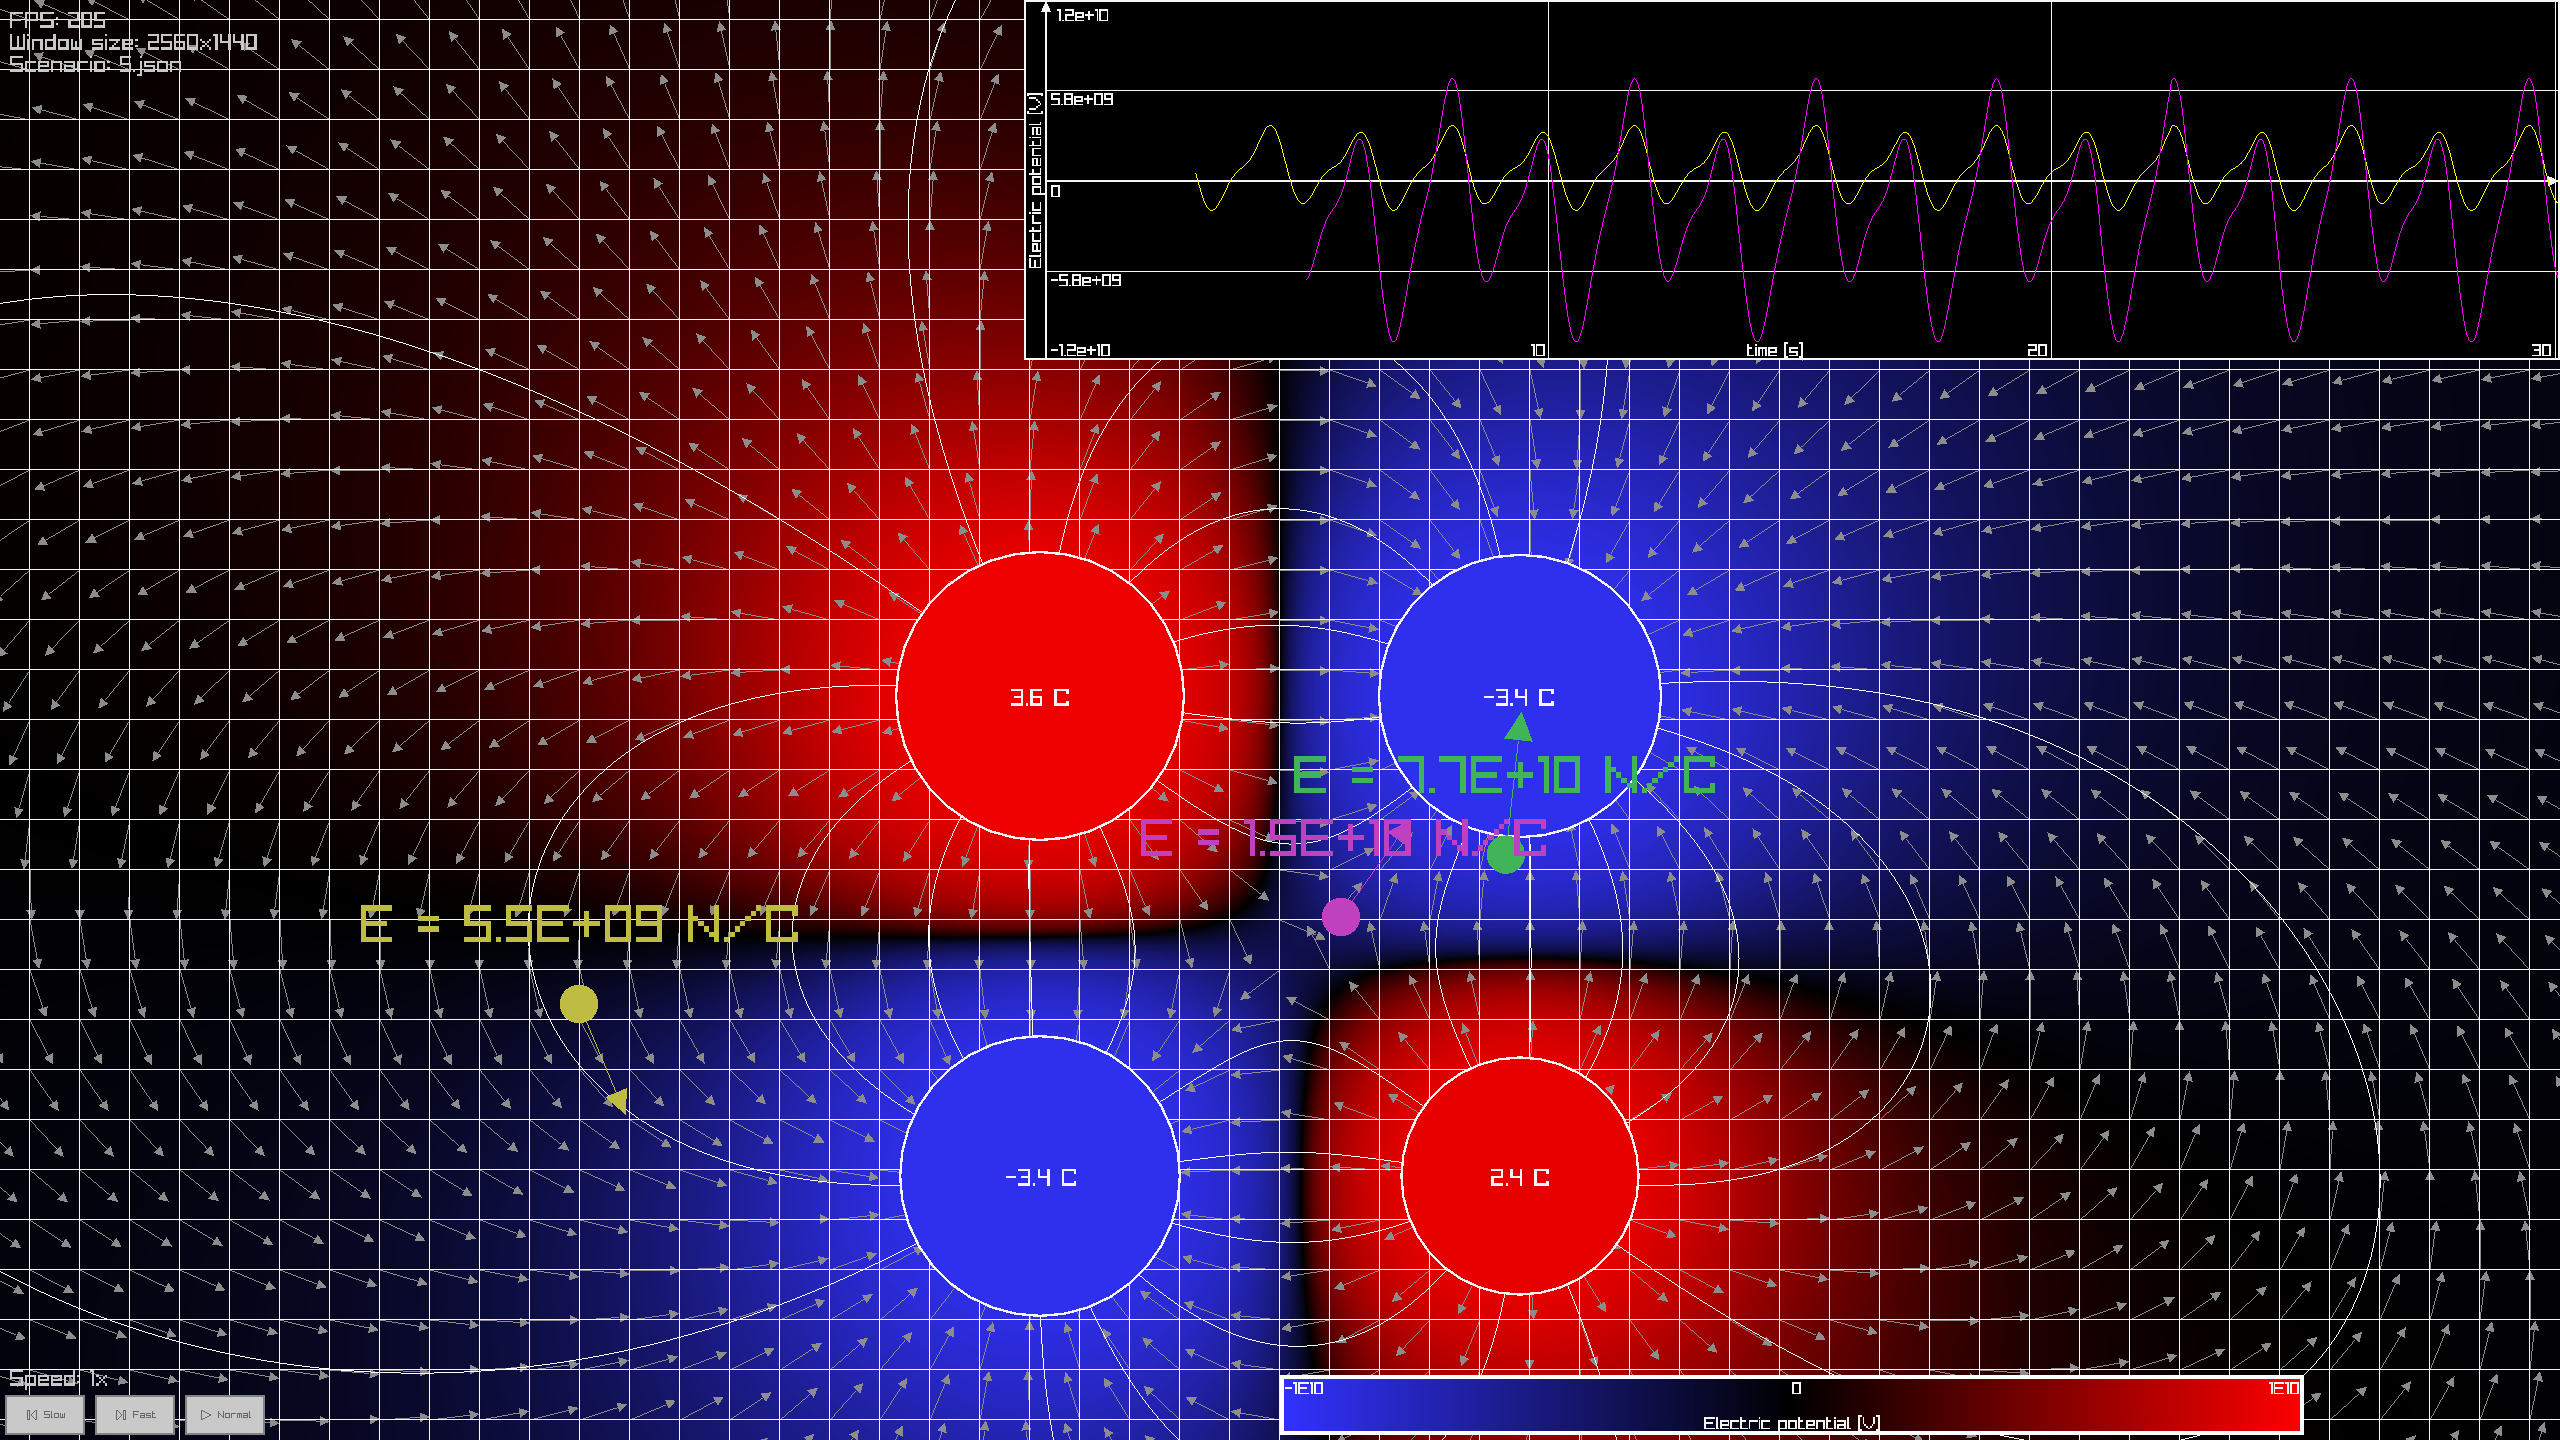 FPS: 205
Window size: 2560x1440
Scenario: 5.json
1.2e+10
5.8e+09
Electric potential [V]
0
-5.8e+09
-1.2e+10
10
time [s]
20
30
3.6 C
-3.4 C
E = 7.7E+10 N/C
E = 1.5E+10 N/C
E = 5.5E+09 N/C
-3.4 C
2.4 C
Speed: 1x
Slow
Fast
Normal
-1E10
0
1E10
Electric potential [V]